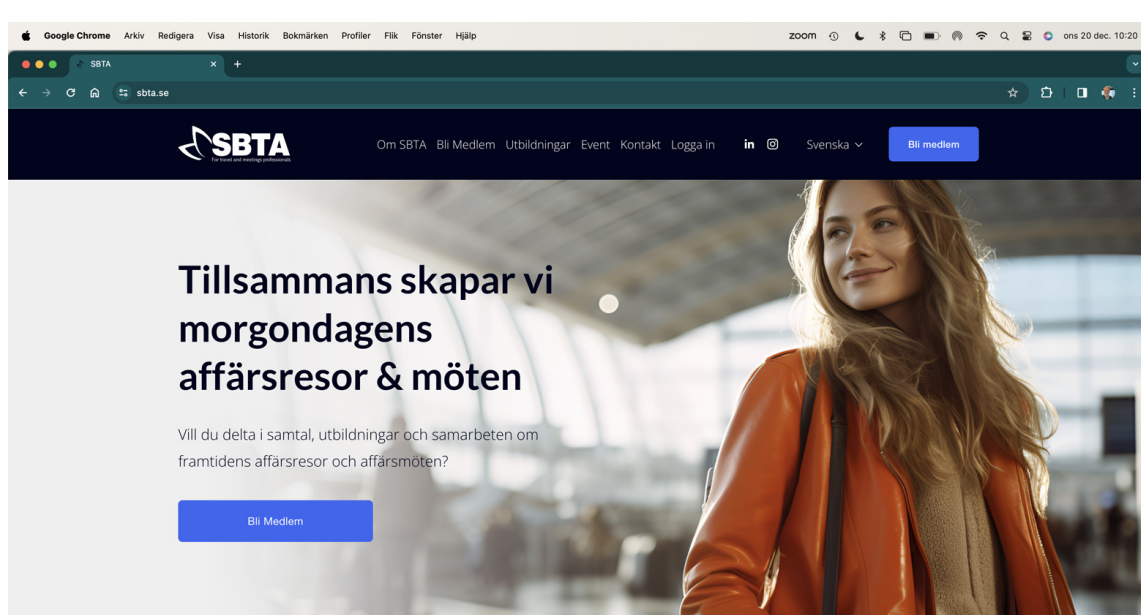 Google Chrome Arkiv Redigera Visa Historik Bokmärken Profiler Flik Fönster Hjälp zoom ons 20 dec. 10:20
SBTA
sbta.se
SBTA
For travel and meetings professionals
Om SBTA Bli Medlem Utbildningar Event Kontakt Logga in in Svenska Bli medlem
Tillsammans skapar vi
morgondagens
affärsresor & möten
Vill du delta i samtal, utbildningar och samarbeten om
framtidens affärsresor och affärsmöten?
Bli Medlem